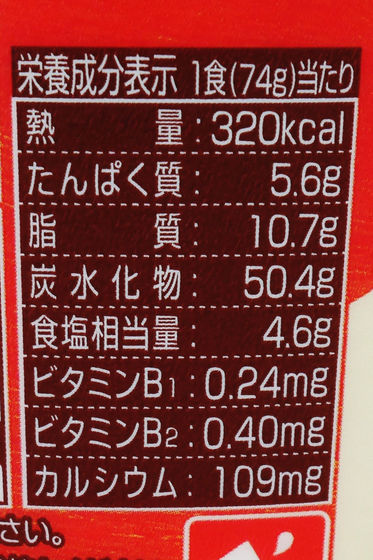 栄養成分表示 1食(74g)当たり
熱量:320kcal
たんぱく質:5.6g
脂質:10.7g
炭水化物:50.4g
食塩相当量:4.6g
ビタミンB1:0.24mg
ビタミンB2:0.40mg
カルシウム:109mg
さい。